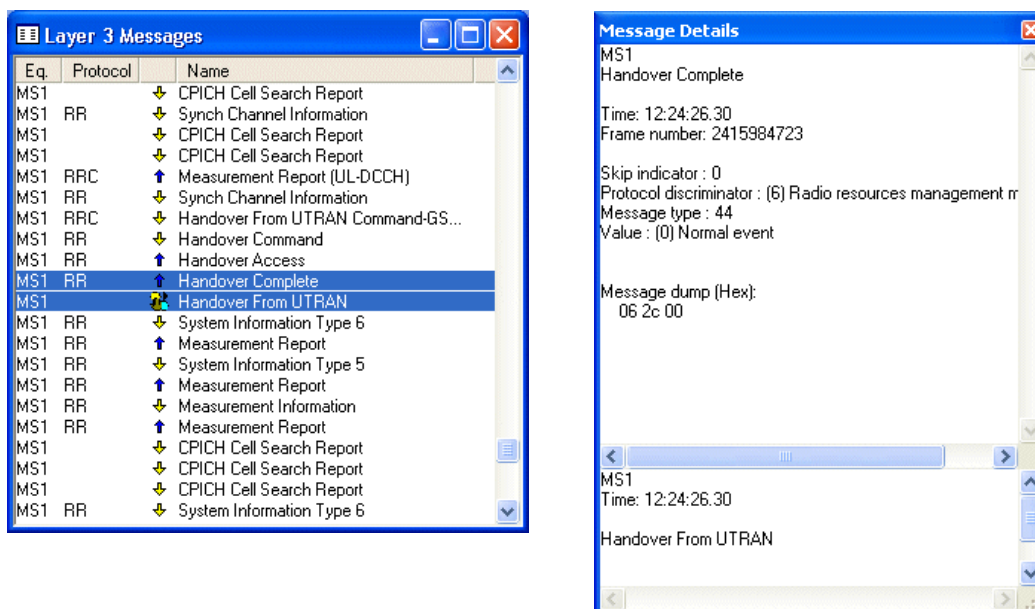 Layer 3 Messages
Eq. Protocol Name
MS1 CPICH Cell Search Report
MS1 RR Synch Channel Information
MS1 CPICH Cell Search Report
MS1 CPICH Cell Search Report
MS1 RRC Measurement Report (UL-DCCH)
MS1 RR Synch Channel Information
MS1 RRC Handover From UTRAN Command-GS...
MS1 RR Handover Command
MS1 RR Handover Access
MS1 RR Handover Complete
MS1 Handover From UTRAN
MS1 RR System Information Type 6
MS1 RR Measurement Report
MS1 RR System Information Type 5
MS1 RR Measurement Report
MS1 RR Measurement Information
MS1 RR Measurement Report
MS1 CPICH Cell Search Report
MS1 CPICH Cell Search Report
MS1 CPICH Cell Search Report
MS1 RR System Information Type 6
Message Details
MS1
Handover Complete
Time: 12:24:26.30
Frame number: 2415984723
Skip indicator : 0
Protocol discriminator : (6) Radio resources management m
Message type : 44
Value : (0) Normal event
Message dump (Hex):
06 2c 00
MS1
Time: 12:24:26.30
Handover From UTRAN